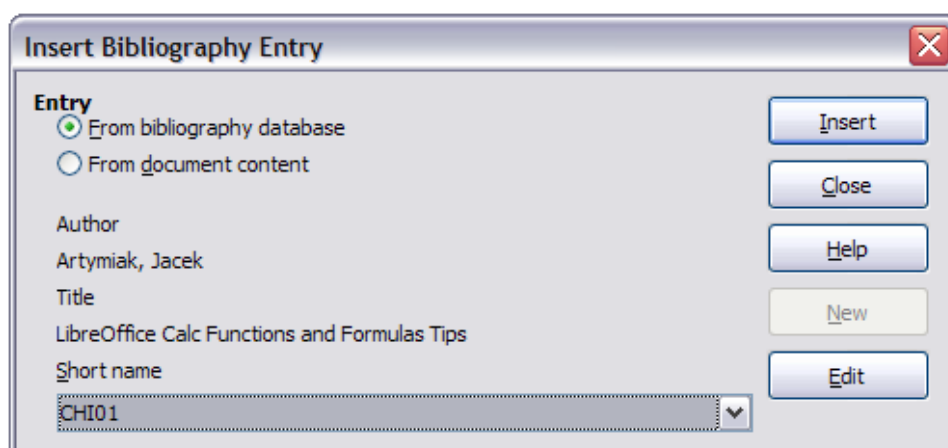 Insert Bibliography Entry
Entry
From bibliography database
From document content
Author
Artymiak, Jacek
Title
LibreOffice Calc Functions and Formulas Tips
Short name
CHI01
Insert
Close
Help
New
Edit